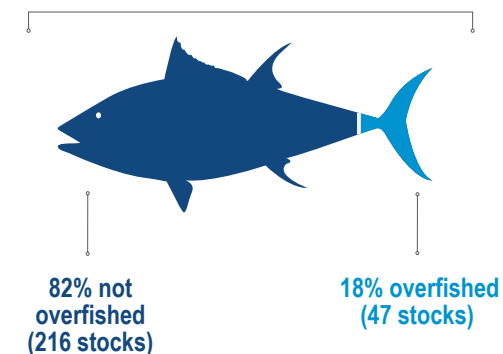 82% not
overfished
(216 stocks)
18% overfished
(47 stocks)